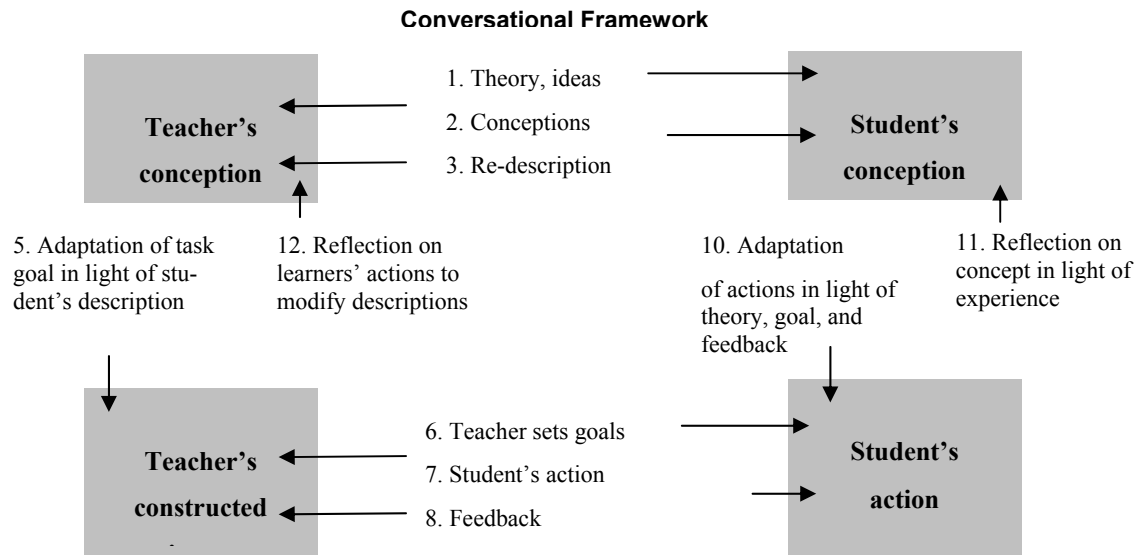 Conversational Framework
Teacher's
conception
1. Theory, ideas
2. Conceptions
3. Re-description
Student's
conception
5. Adaptation of task
goal in light of stu-
dent's description
12. Reflection on
learners' actions to
modify descriptions
10. Adaptation
of actions in light of
theory, goal, and
feedback
11. Reflection on
concept in light of
experience
Teacher's
constructed
6. Teacher sets goals
7. Student's action
8. Feedback
Student's
action